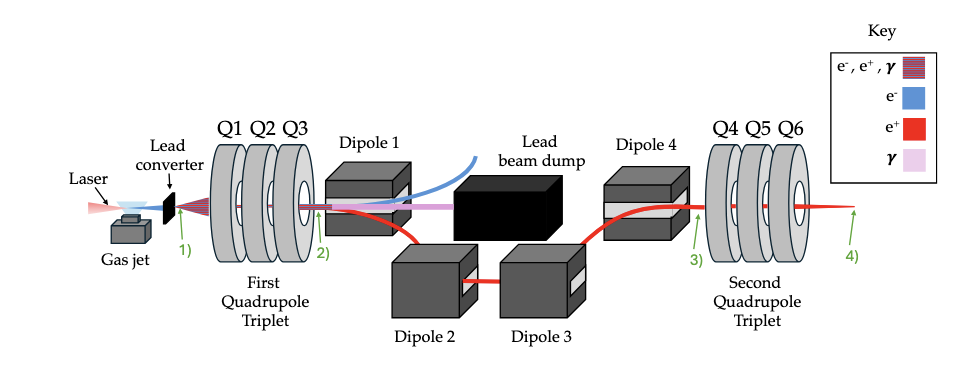 Key
e⁻, e⁺, γ
e⁻
e⁺
γ
Laser
Lead
converter
Gas jet
1)
Q1 Q2 Q3
First
Quadrupole
Triplet
2)
Dipole 1
Lead
beam dump
Dipole 2
Dipole 3
Dipole 4
3)
Q4 Q5 Q6
Second
Quadrupole
Triplet
4)